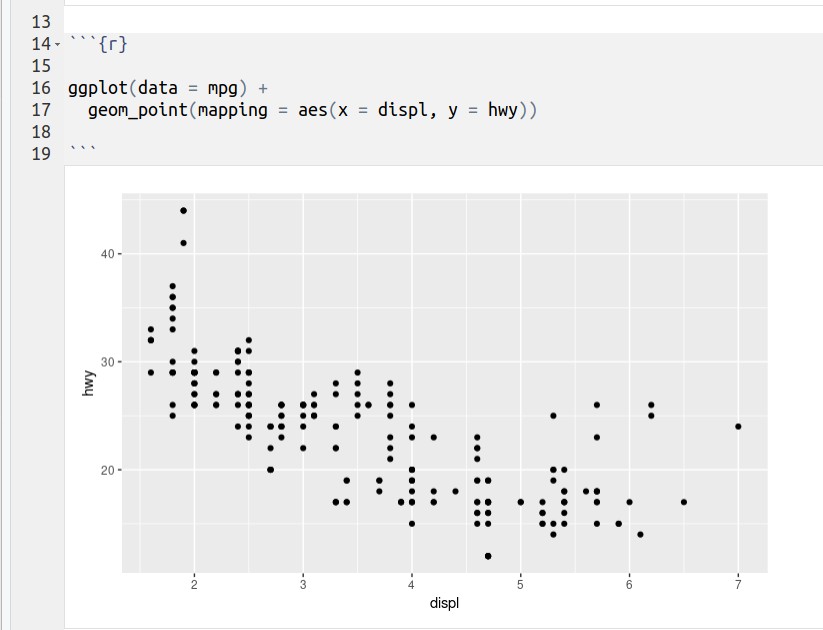 13
14 ```{r}
15
16 ggplot(data = mpg) +
17   geom_point(mapping = aes(x = displ, y = hwy))
18
19 ```
40
30
hwy
20
2 3 4 5 6 7
displ